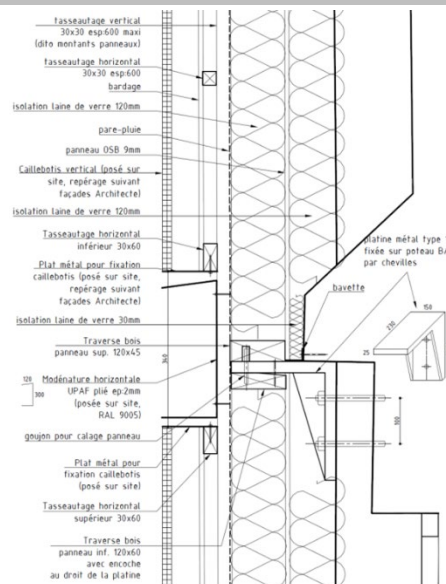 tasseautage vertical
30x30 esp:600 maxi
(dito montants panneaux)
tasseautage horizontal
30x30 esp:600
bardage
isolation laine de verre 120mm
pare-pluie
panneau OSB 9mm
Caillebotis vertical (posé sur
site, repérage suivant
façades Architecte)
isolation laine de verre 120mm
Tasseautage horizontal
inférieur 30x60
Plat métal pour fixation
caillebotis (posé sur site,
repérage suivant
façades Architecte)
isolation laine de verre 30mm
Traverse bois
panneau sup. 120x45
Modénature horizontale
UPAF plié ep:2mm
(posée sur site,
RAL 9005)
goujon pour calage panneau
Plat métal pour
fixation caillebotis
(posé sur site)
Tasseautage horizontal
supérieur 30x60
Traverse bois
panneau inf. 120x60
avec encoche
au droit de la platine
120
300
340
platine métal type
fixée sur poteau BA
par chevilles
bavette
150
230
25
100